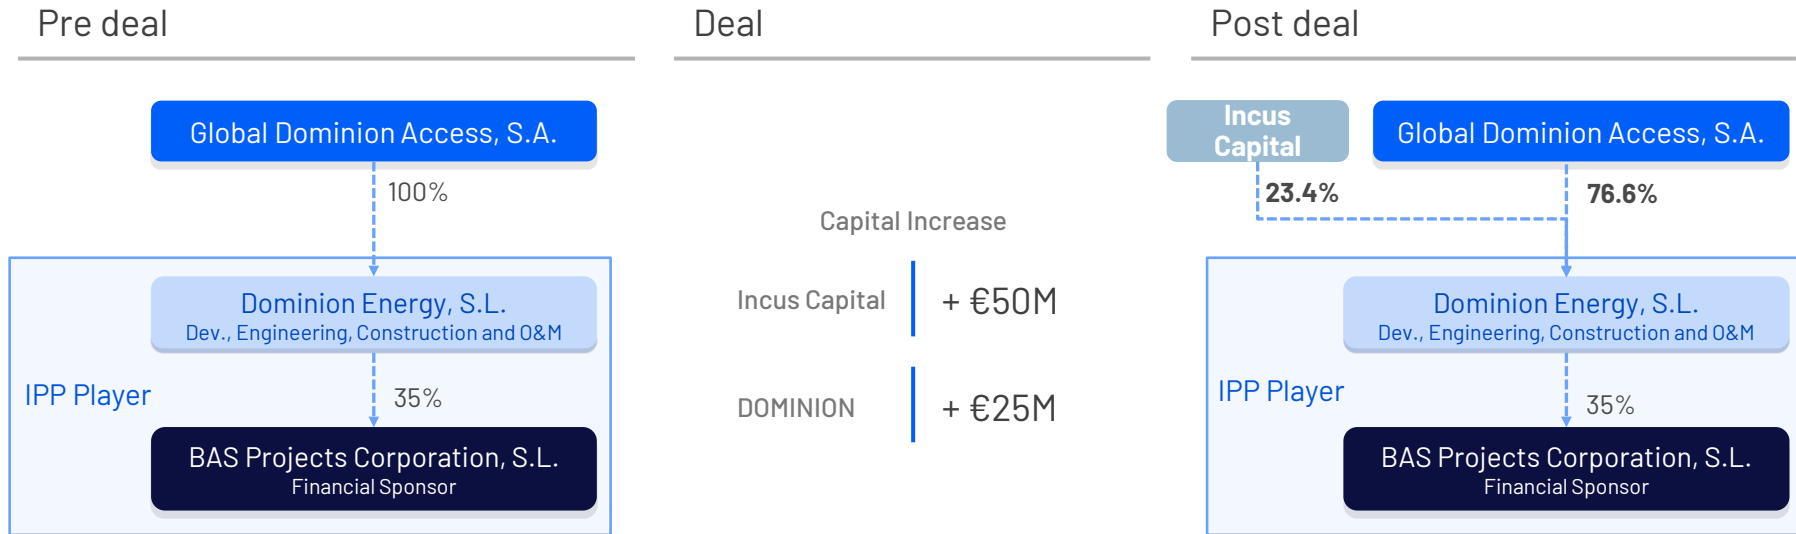 Pre deal
Global Dominion Access, S.A.
100%
Dominion Energy, S.L.
Dev., Engineering, Construction and O&M
IPP Player
35%
BAS Projects Corporation, S.L.
Financial Sponsor
Deal
Capital Increase
Incus Capital
+ €50M
DOMINION
+ €25M
Post deal
Incus
Capital
Global Dominion Access, S.A.
23.4%
76.6%
Dominion Energy, S.L.
Dev., Engineering, Construction and O&M
IPP Player
35%
BAS Projects Corporation, S.L.
Financial Sponsor